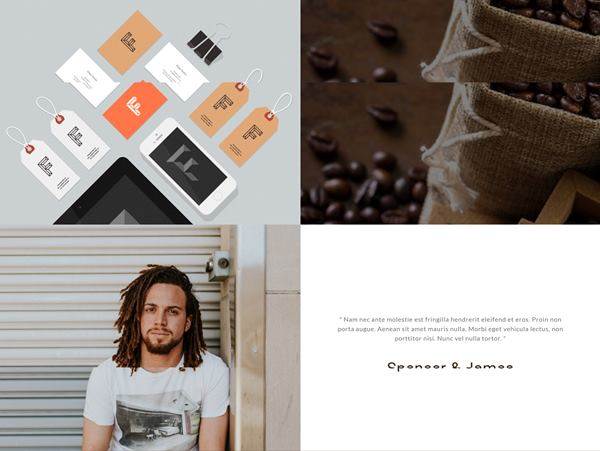 " Nam nec ante molestie est fringilla hendrerit eleifend et eros. Proin non
porta augue. Aenean sit amet mauris nulla. Morbi eget vehicula lectus, non
porttitor nisi. Nunc vel nulla tortor. "
Spencer & James